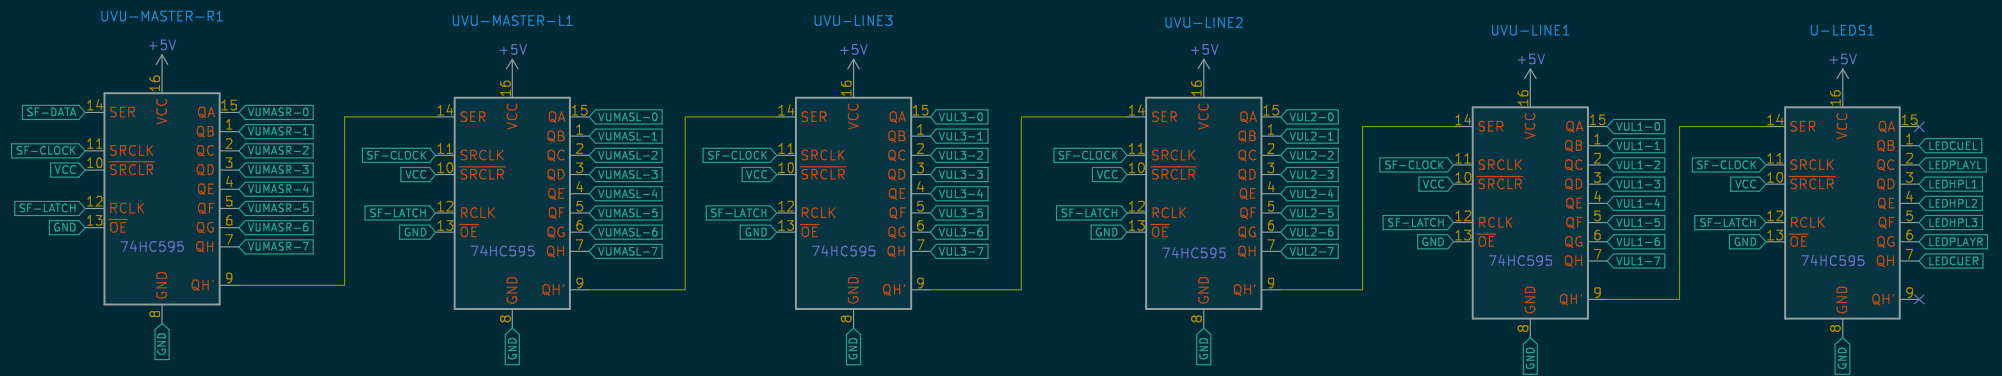 UVU-MASTER-R1
+5V
16
VCC
SF-DATA 14 SER
SF-CLOCK 11 SRCLK
VCC 10 SRCLR
SF-LATCH 12 RCLK
GND 13 OE
QA 15 VUMASR-0
QB 1 VUMASR-1
QC 2 VUMASR-2
QD 3 VUMASR-3
QE 4 VUMASR-4
QF 5 VUMASR-5
QG 6 VUMASR-6
QH 7 VUMASR-7
74HC595
QH' 9
GND
8
GND
UVU-MASTER-L1
+5V
16
VCC
14 SER
SF-CLOCK 11 SRCLK
VCC 10 SRCLR
SF-LATCH 12 RCLK
GND 13 OE
QA 15 VUMASL-0
QB 1 VUMASL-1
QC 2 VUMASL-2
QD 3 VUMASL-3
QE 4 VUMASL-4
QF 5 VUMASL-5
QG 6 VUMASL-6
QH 7 VUMASL-7
74HC595
QH' 9
GND
8
GND
UVU-LINE3
+5V
16
VCC
14 SER
SF-CLOCK 11 SRCLK
VCC 10 SRCLR
SF-LATCH 12 RCLK
GND 13 OE
QA 15 VUL3-0
QB 1 VUL3-1
QC 2 VUL3-2
QD 3 VUL3-3
QE 4 VUL3-4
QF 5 VUL3-5
QG 6 VUL3-6
QH 7 VUL3-7
74HC595
QH' 9
GND
8
GND
UVU-LINE2
+5V
16
VCC
14 SER
SF-CLOCK 11 SRCLK
VCC 10 SRCLR
SF-LATCH 12 RCLK
GND 13 OE
QA 15 VUL2-0
QB 1 VUL2-1
QC 2 VUL2-2
QD 3 VUL2-3
QE 4 VUL2-4
QF 5 VUL2-5
QG 6 VUL2-6
QH 7 VUL2-7
74HC595
QH' 9
GND
8
GND
UVU-LINE1
+5V
16
VCC
14 SER
SF-CLOCK 11 SRCLK
VCC 10 SRCLR
SF-LATCH 12 RCLK
GND 13 OE
QA 15 VUL1-0
QB 1 VUL1-1
QC 2 VUL1-2
QD 3 VUL1-3
QE 4 VUL1-4
QF 5 VUL1-5
QG 6 VUL1-6
QH 7 VUL1-7
74HC595
QH' 9
GND
8
GND
U-LEDS1
+5V
16
VCC
14 SER
SF-CLOCK 11 SRCLK
VCC 10 SRCLR
SF-LATCH 12 RCLK
GND 13 OE
QA 15
QB 1 LEDCUEL
QC 2 LEDPLAYL
QD 3 LEDHPL1
QE 4 LEDHPL2
QF 5 LEDHPL3
QG 6 LEDPLAYR
QH 7 LEDCUER
74HC595
QH' 9
GND
8
GND